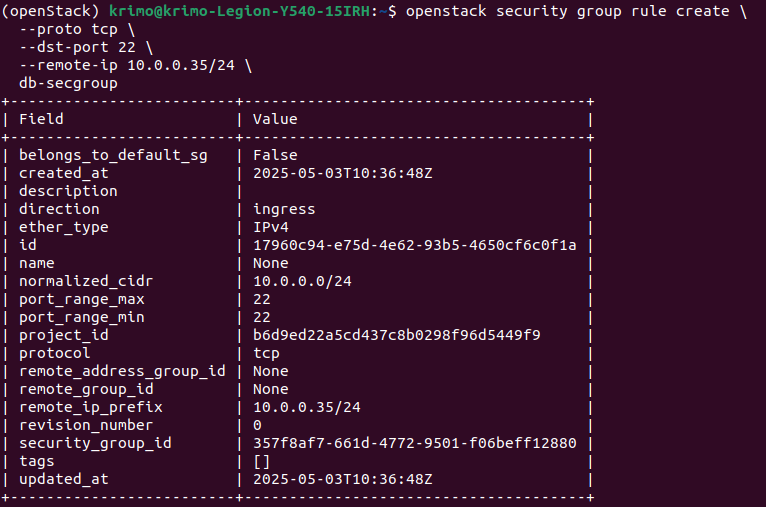 (openStack) krimo@krimo-Legion-Y540-15IRH:~$ openstack security group rule create \
  --proto tcp \
  --dst-port 22 \
  --remote-ip 10.0.0.35/24 \
  db-secgroup
+-------------------------+--------------------------------------+
| Field                   | Value                                |
+-------------------------+--------------------------------------+
| belongs_to_default_sg   | False                                |
| created_at              | 2025-05-03T10:36:48Z                 |
| description             |                                      |
| direction               | ingress                              |
| ether_type              | IPv4                                 |
| id                      | 17960c94-e75d-4e62-93b5-4650cf6c0f1a |
| name                    | None                                 |
| normalized_cidr         | 10.0.0.0/24                          |
| port_range_max          | 22                                   |
| port_range_min          | 22                                   |
| project_id              | b6d9ed22a5cd437c8b0298f96d5449f9     |
| protocol                | tcp                                  |
| remote_address_group_id | None                                 |
| remote_group_id         | None                                 |
| remote_ip_prefix        | 10.0.0.35/24                         |
| revision_number         | 0                                    |
| security_group_id       | 357f8af7-661d-4772-9501-f06beff12880 |
| tags                    | []                                   |
| updated_at              | 2025-05-03T10:36:48Z                 |
+-------------------------+--------------------------------------+